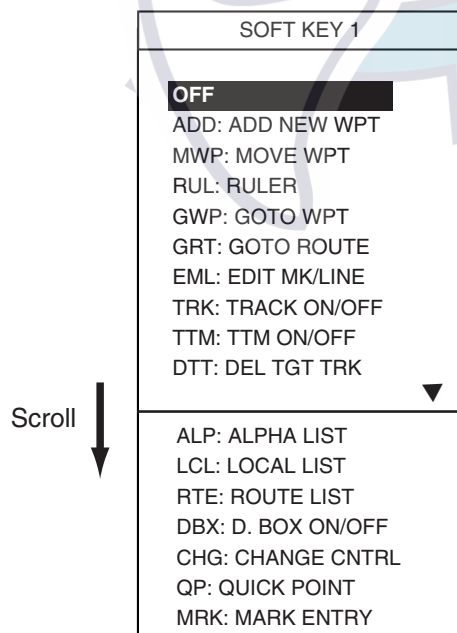 SOFT KEY 1
OFF
ADD: ADD NEW WPT
MWP: MOVE WPT
RUL: RULER
GWP: GOTO WPT
GRT: GOTO ROUTE
EML: EDIT MK/LINE
TRK: TRACK ON/OFF
TTM: TTM ON/OFF
DTT: DEL TGT TRK
Scroll
ALP: ALPHA LIST
LCL: LOCAL LIST
RTE: ROUTE LIST
DBX: D. BOX ON/OFF
CHG: CHANGE CNTRL
QP: QUICK POINT
MRK: MARK ENTRY